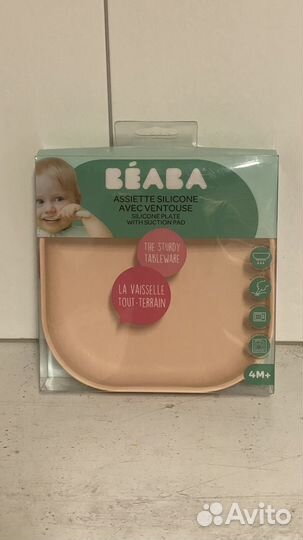 BÉABA
ASSIETTE SILICONE
AVEC VENTOUSE
SILICONE PLATE
WITH SUCTION PAD
THE STURDY
TABLEWARE
LA VAISSELLE
TOUT-TERRAIN
4M+
Avito